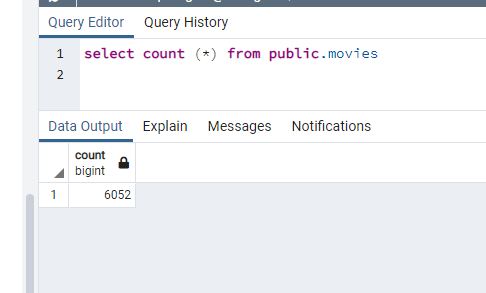 Query Editor Query History
1 select count (*) from public.movies
2
Data Output Explain Messages Notifications
count
bigint
1 6052